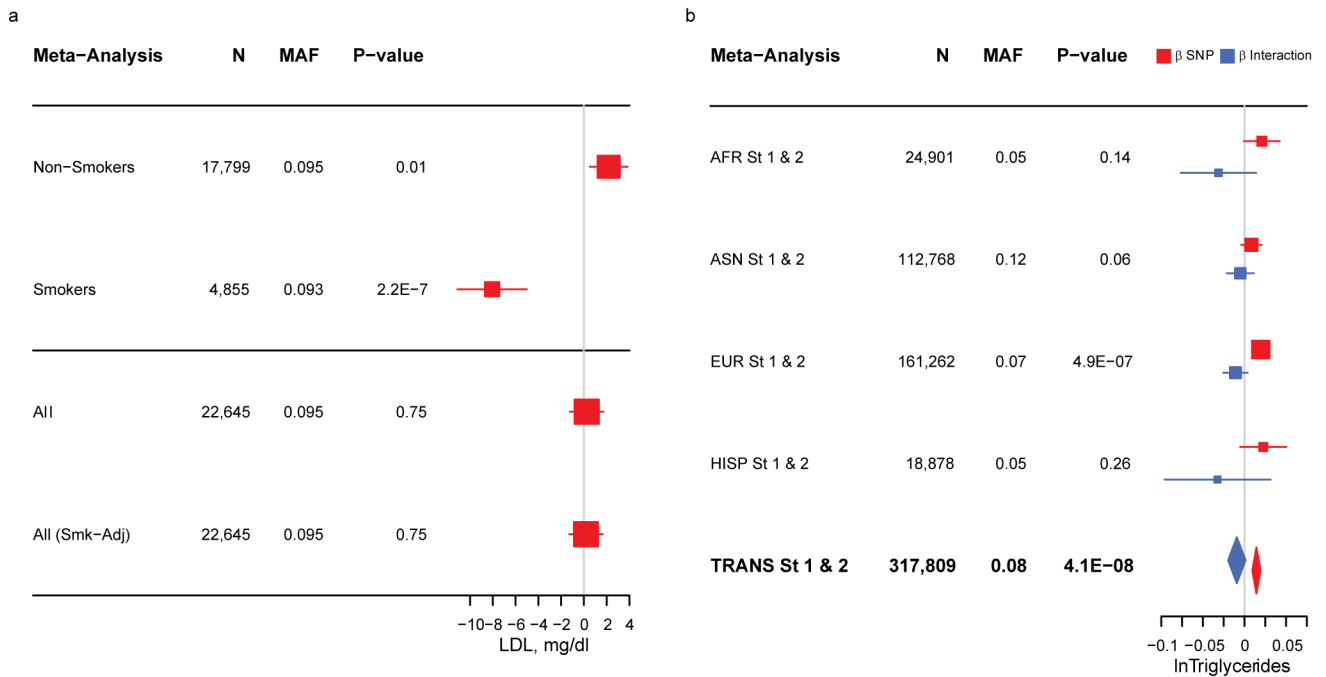 a
Meta−Analysis N MAF P−value
Non−Smokers 17,799 0.095 0.01
Smokers 4,855 0.093 2.2E−7
All 22,645 0.095 0.75
All (Smk−Adj) 22,645 0.095 0.75
−10 −8 −6 −4 −2 0 2 4
LDL, mg/dl
b
Meta−Analysis N MAF P−value β SNP β Interaction
AFR St 1 & 2 24,901 0.05 0.14
ASN St 1 & 2 112,768 0.12 0.06
EUR St 1 & 2 161,262 0.07 4.9E−07
HISP St 1 & 2 18,878 0.05 0.26
TRANS St 1 & 2 317,809 0.08 4.1E−08
−0.1 −0.05 0 0.05
lnTriglycerides